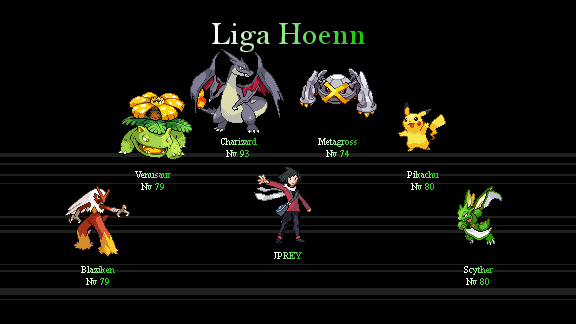 Liga Hoenn
Charizard
Nv 93
Metagross
Nv 74
Venusaur
Nv 79
Pikachu
Nv 80
JPREY
Blaziken
Nv 79
Scyther
Nv 80